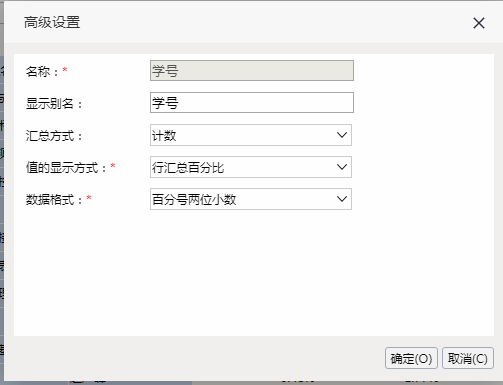 高级设置
名称：* 学号
显示别名： 学号
汇总方式： 计数
值的显示方式：* 行汇总百分比
数据格式：* 百分号两位小数
确定(O) 取消(C)